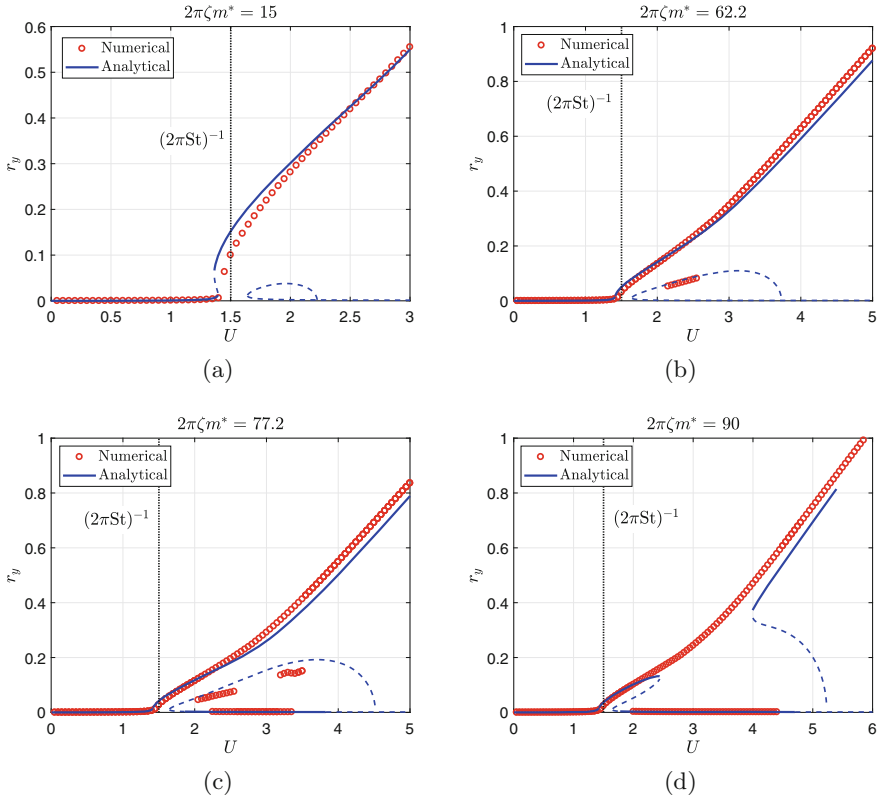 2πζm* = 15
Numerical
Analytical
(2πSt)⁻¹
r_y
0.6
0.5
0.4
0.3
0.2
0.1
0
0 0.5 1 1.5 2 2.5 3
U
(a)
2πζm* = 62.2
Numerical
Analytical
(2πSt)⁻¹
r_y
1
0.8
0.6
0.4
0.2
0
0 1 2 3 4 5
U
(b)
2πζm* = 77.2
Numerical
Analytical
(2πSt)⁻¹
r_y
1
0.8
0.6
0.4
0.2
0
0 1 2 3 4 5
U
(c)
2πζm* = 90
Numerical
Analytical
(2πSt)⁻¹
r_y
1
0.8
0.6
0.4
0.2
0
0 1 2 3 4 5 6
U
(d)